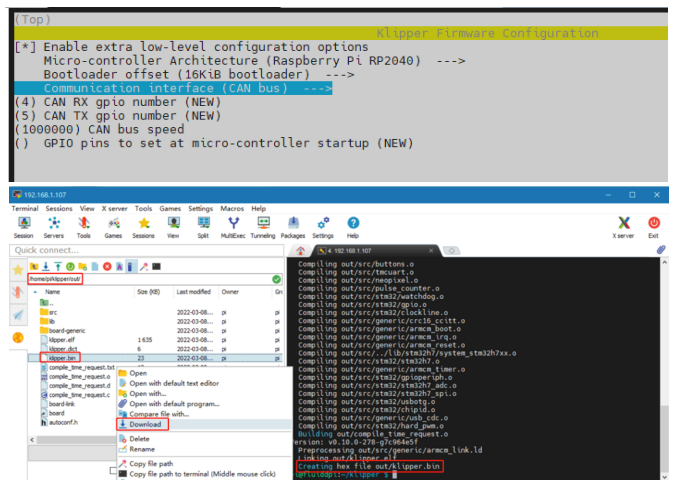 (Top)
Klipper Firmware Configuration
[*] Enable extra low-level configuration options
Micro-controller Architecture (Raspberry Pi RP2040)  --->
Bootloader offset (16KiB bootloader)  --->
Communication interface (CAN bus)  --->
(4) CAN RX gpio number (NEW)
(5) CAN TX gpio number (NEW)
(1000000) CAN bus speed
()  GPIO pins to set at micro-controller startup (NEW)
192.168.1.107
Terminal Sessions View X server Tools Games Settings Macros Help
Session Servers Tools Games Sessions View Split MultiExec Tunneling Packages Settings Help X server Exit
Quick connect...
4. 192.168.1.107
/home/pi/klipper/out/
Name Size (KB) Last modified Owner
..
src 2022-03-08... pi pi
lib 2022-03-08... pi pi
board-generic 2022-03-08... pi pi
klipper.elf 1 635 2022-03-08... pi pi
klipper.dict 6 2022-03-08... pi pi
klipper.bin 23 2022-03-08... pi pi
compile_time_request.txt
compile_time_request.o
compile_time_request.d
compile_time_request.c
board-link
board
autoconf.h
Open
Open with default text editor
Open with...
Open with default program...
Compare file with...
Download
Delete
Rename
Copy file path
Copy file path to terminal (Middle mouse click)
Compiling out/src/buttons.o
Compiling out/src/tmcuart.o
Compiling out/src/neopixel.o
Compiling out/src/pulse_counter.o
Compiling out/src/stm32/watchdog.o
Compiling out/src/stm32/gpio.o
Compiling out/src/stm32/clockline.o
Compiling out/src/generic/crc16_ccitt.o
Compiling out/src/generic/armcm_boot.o
Compiling out/src/generic/armcm_irq.o
Compiling out/src/generic/armcm_reset.o
Compiling out/src/../lib/stm32h7/system_stm32h7xx.o
Compiling out/src/stm32/stm32h7.o
Compiling out/src/generic/armcm_timer.o
Compiling out/src/stm32/gpioperiph.o
Compiling out/src/stm32/stm32h7_adc.o
Compiling out/src/stm32/stm32h7_spi.o
Compiling out/src/stm32/usbotg.o
Compiling out/src/stm32/chipid.o
Compiling out/src/generic/usb_cdc.o
Compiling out/src/stm32/hard_pwm.o
Building out/compile_time_request.o
ersion: v0.10.0-278-g7c964e5f
Preprocessing out/src/generic/armcm_link.ld
Linking out/klipper.elf
Creating hex file out/klipper.bin
i@fluiddpi:~/klipper $